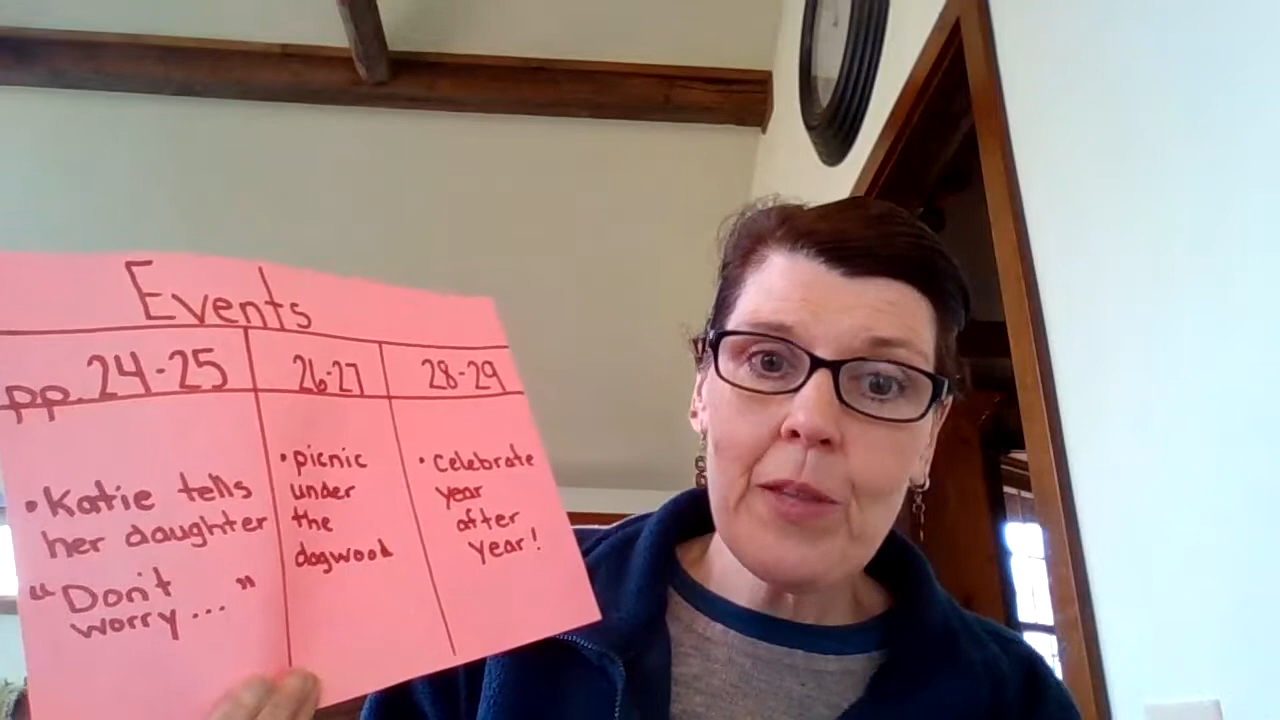 Events
pp. 24-25
26-27
28-29
• Katie tells
her daughter
"Don't
worry..."
• picnic
under
the
dogwood
• Celebrate
year
after
year!